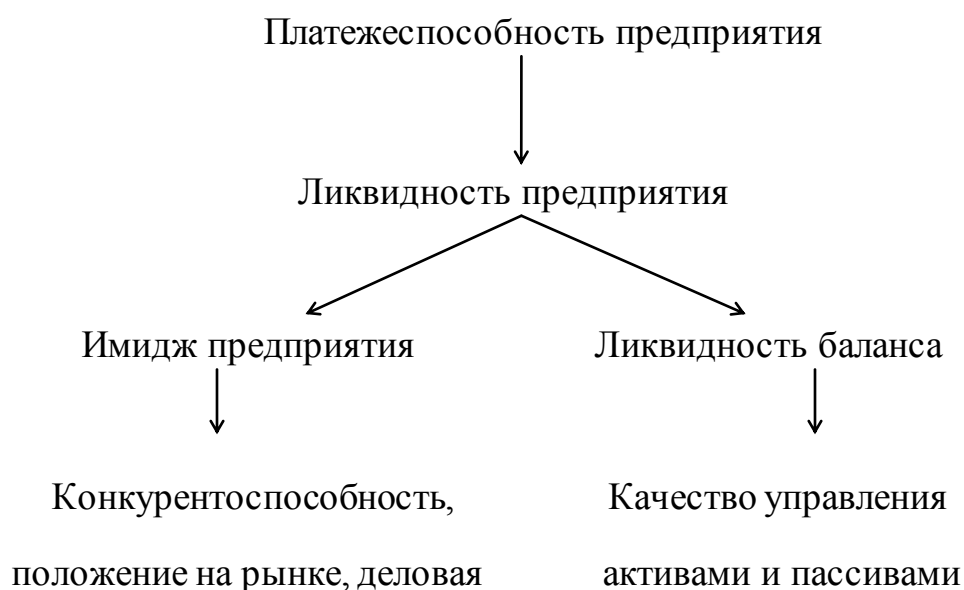 Платежеспособность предприятия
Ликвидность предприятия
Имидж предприятия
Ликвидность баланса
Конкурентоспособность,
Качество управления
положение на рынке, деловая
активами и пассивами